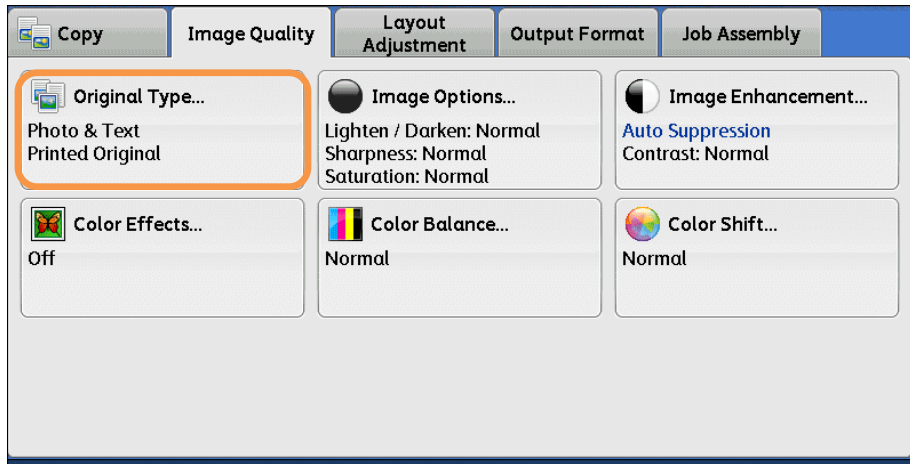 Copy
Image Quality
Layout
Adjustment
Output Format
Job Assembly
Original Type...
Photo & Text
Printed Original
Image Options...
Lighten / Darken: Normal
Sharpness: Normal
Saturation: Normal
Image Enhancement...
Auto Suppression
Contrast: Normal
Color Effects...
Off
Color Balance...
Normal
Color Shift...
Normal